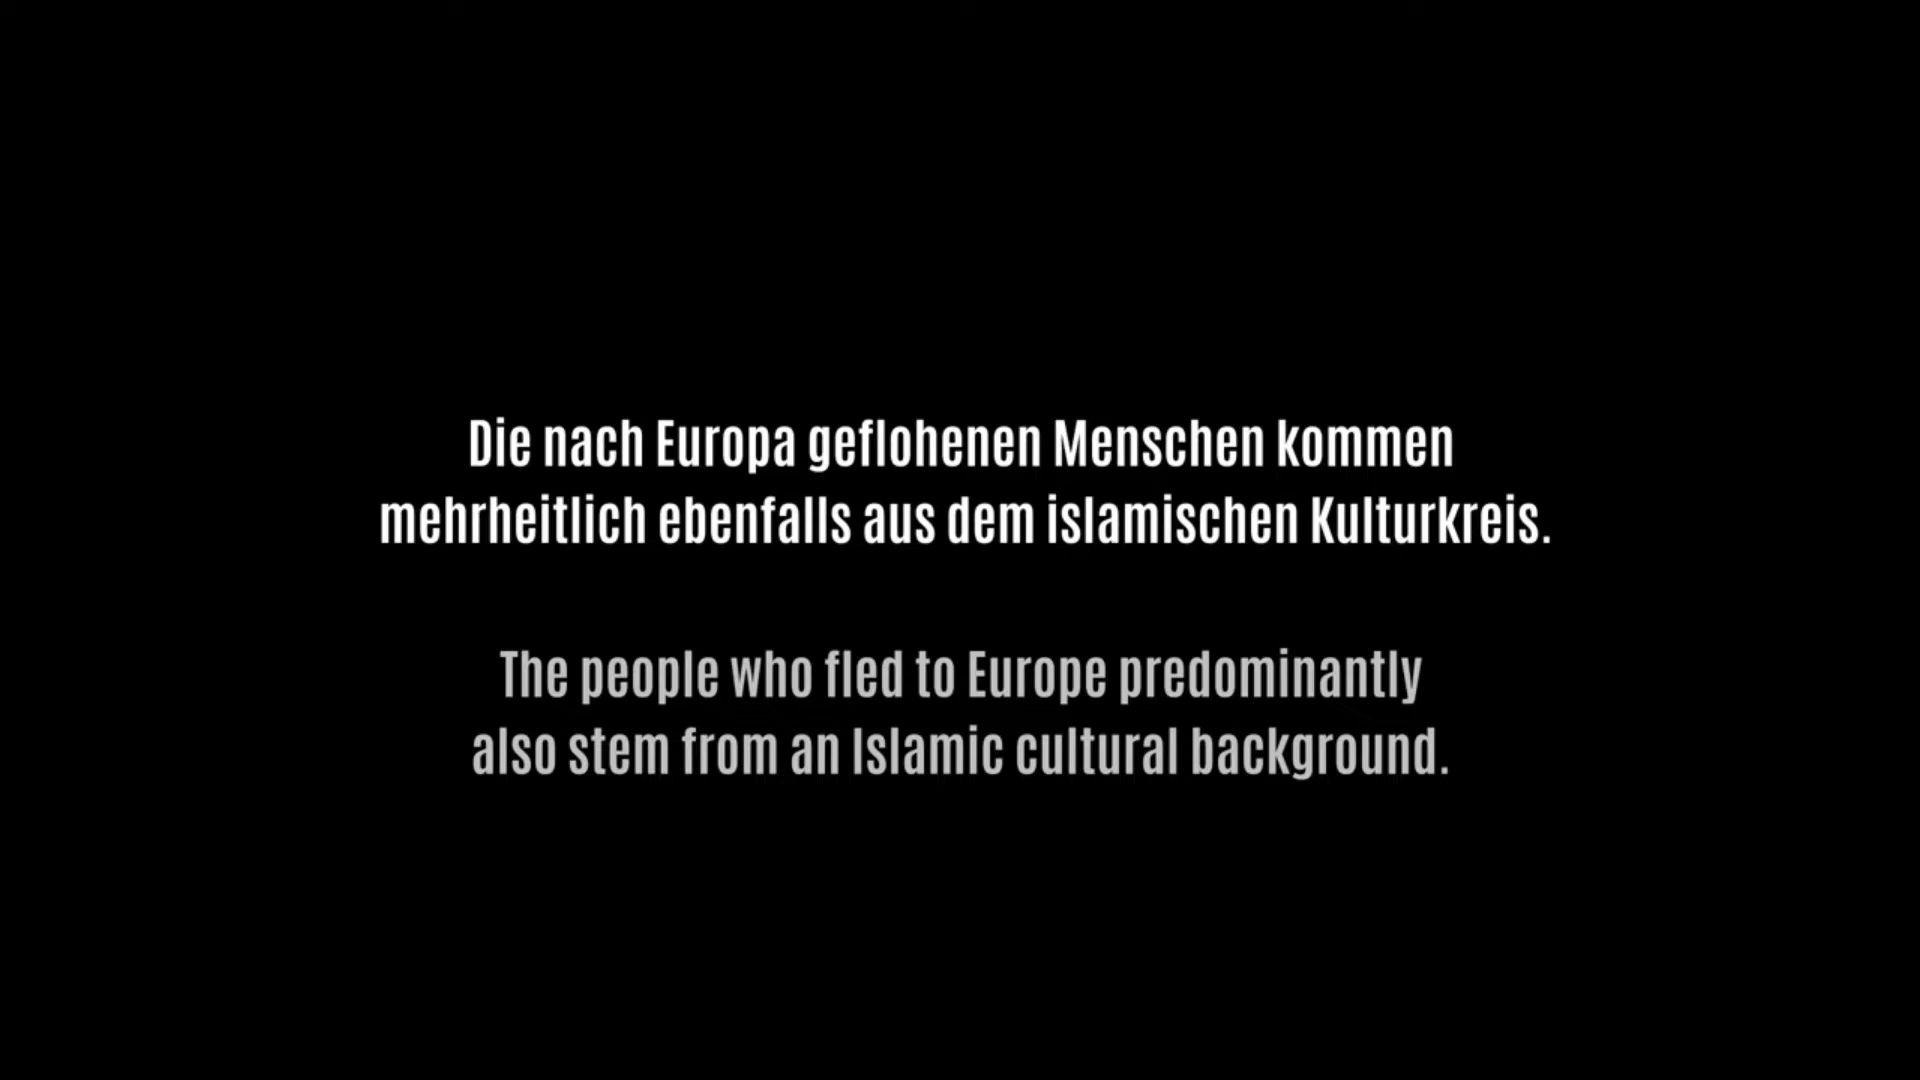 Die nach Europa geflohenen Menschen kommen
mehrheitlich ebenfalls aus dem islamischen Kulturkreis.
The people who fled to Europe predominantly
also stem from an Islamic cultural background.